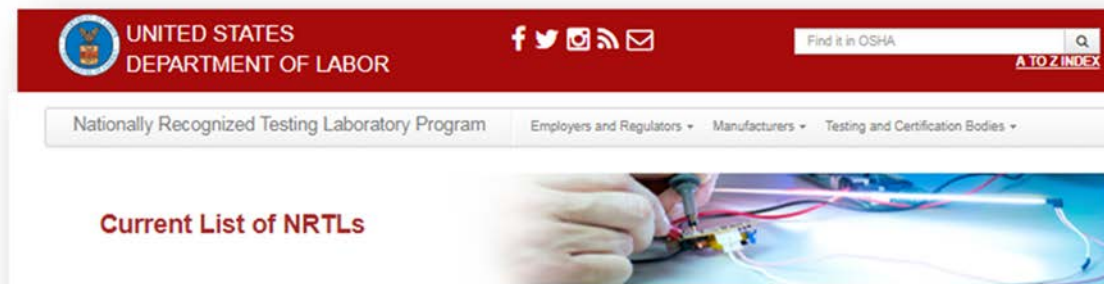 UNITED STATES
DEPARTMENT OF LABOR
Find it in OSHA
A TO Z INDEX
Nationally Recognized Testing Laboratory Program
Employers and Regulators
Manufacturers
Testing and Certification Bodies
Current List of NRTLs